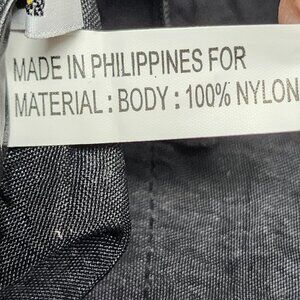 MADE IN PHILIPPINES FOR
MATERIAL : BODY : 100% NYLON